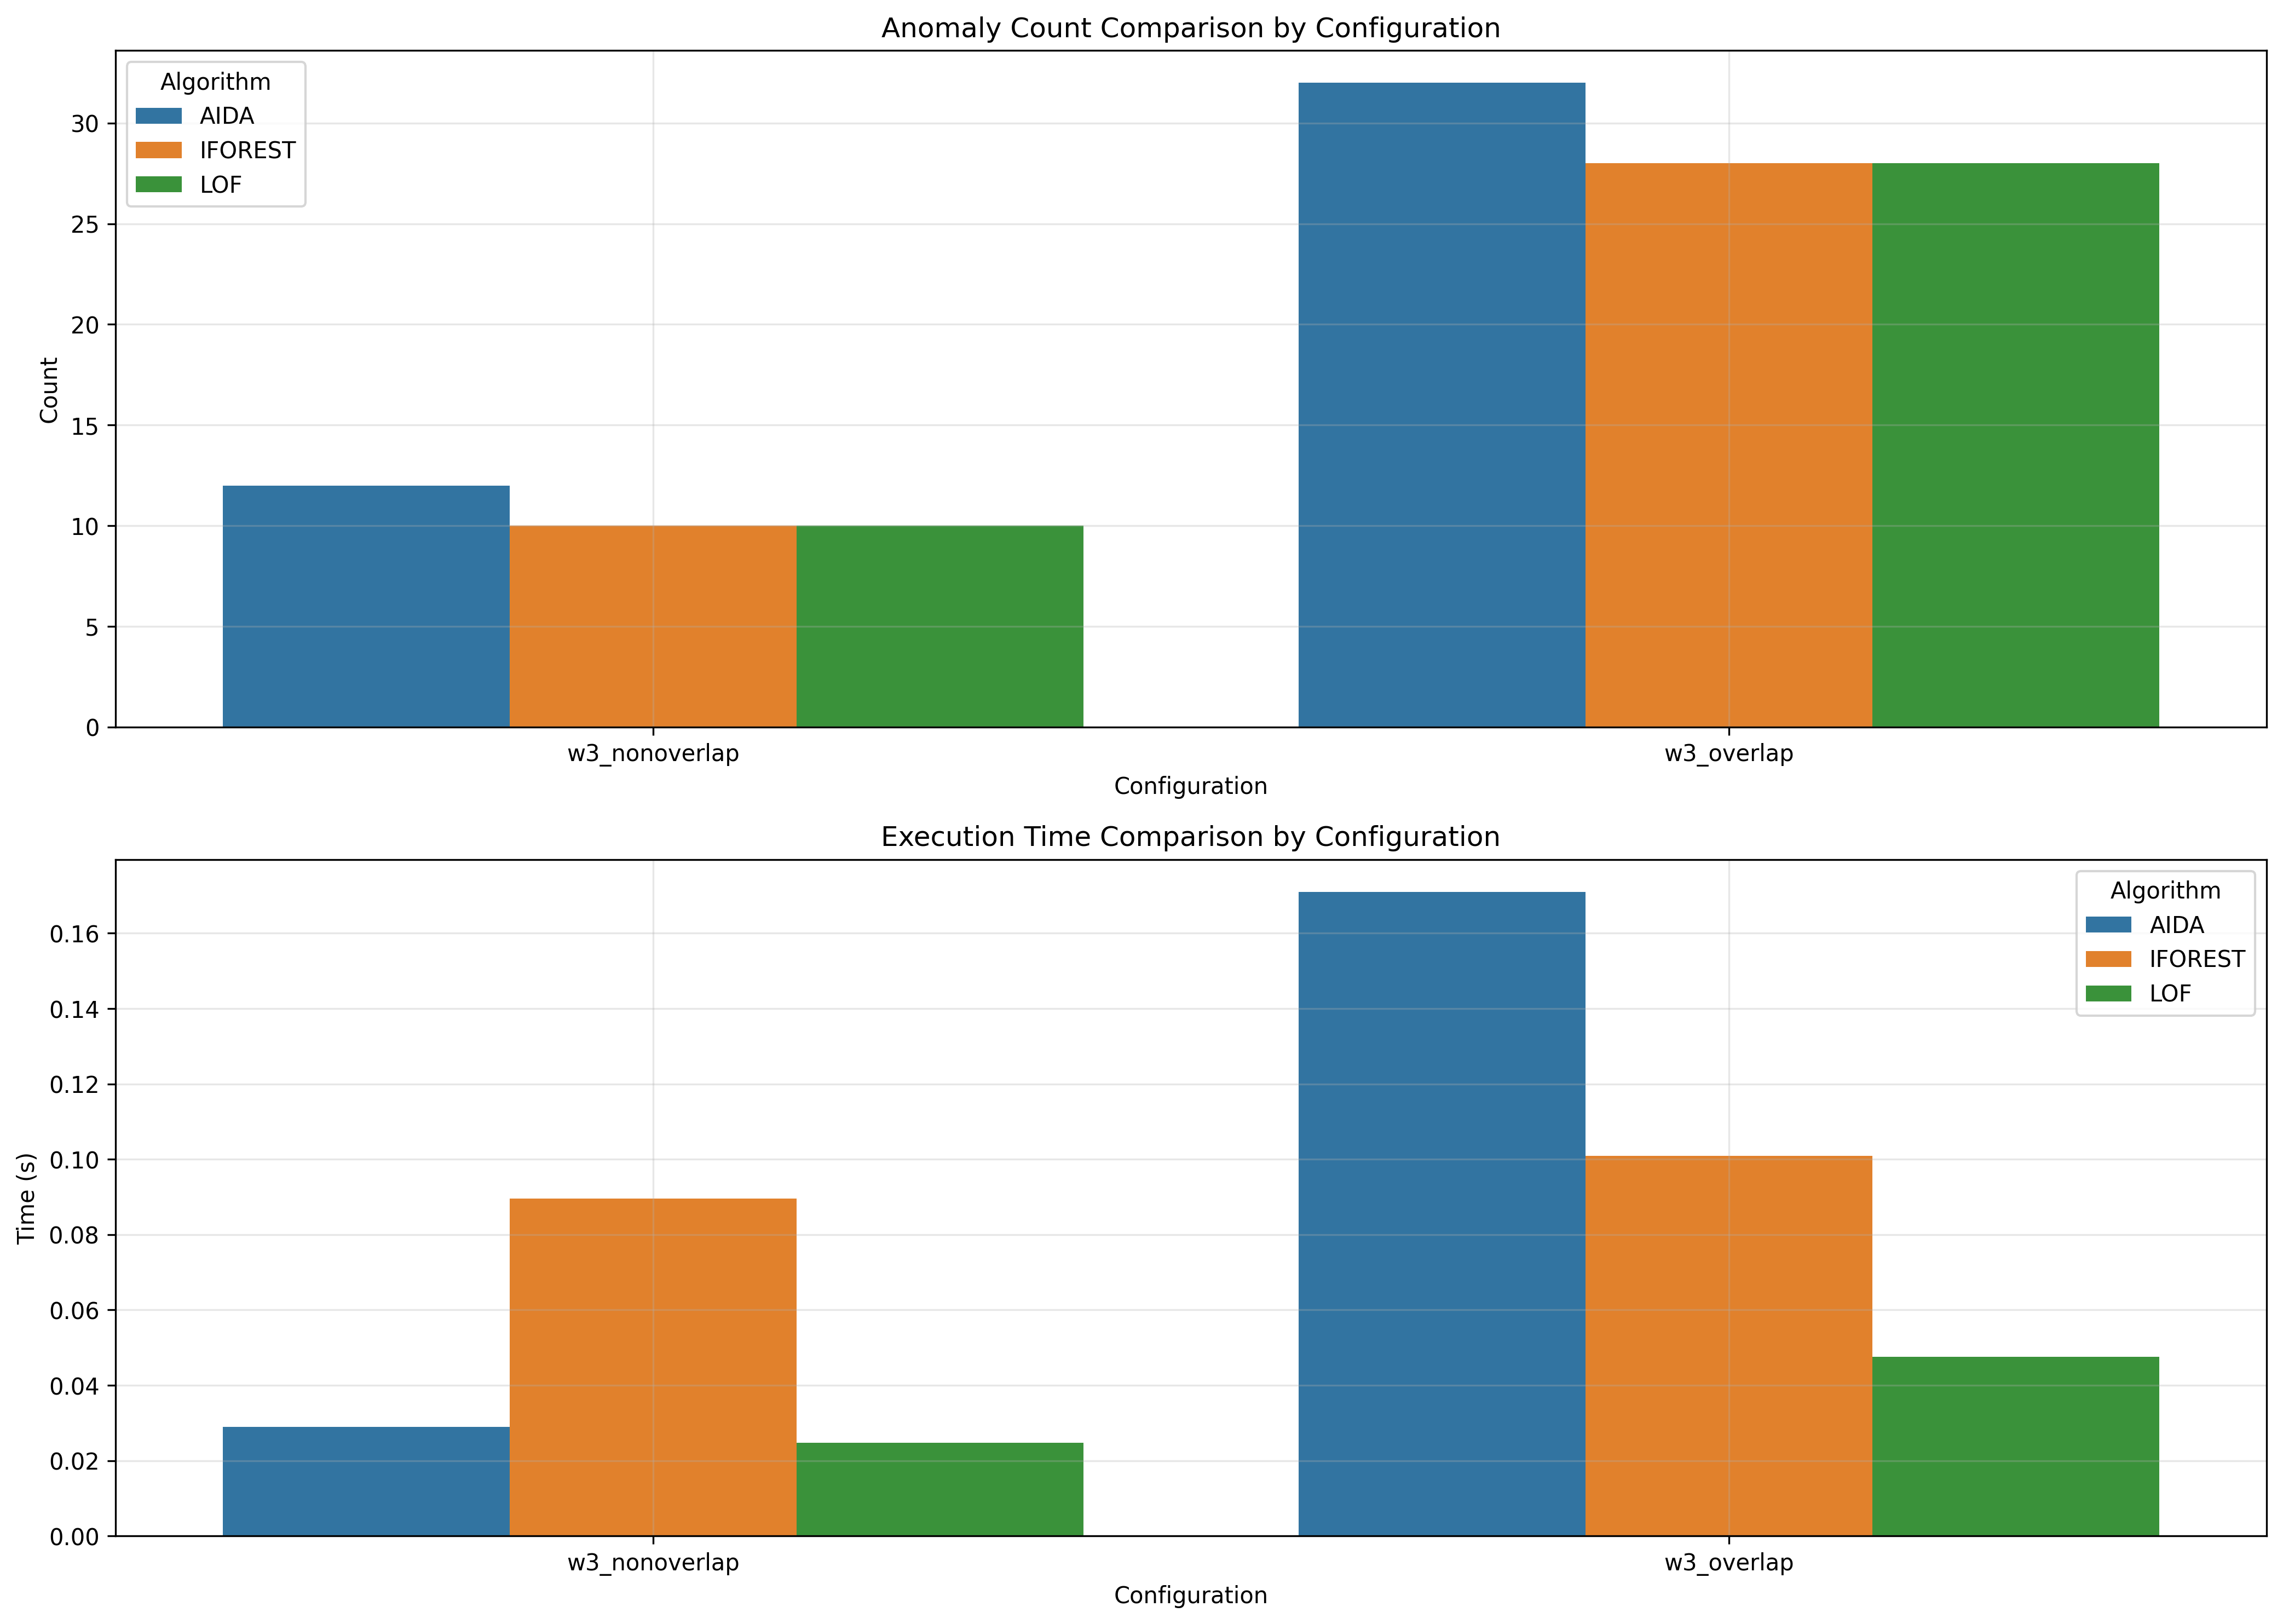 Anomaly Count Comparison by Configuration
Algorithm
AIDA
IFOREST
LOF
30
25
20
15
10
5
0
Count
w3_nonoverlap
w3_overlap
Configuration
Execution Time Comparison by Configuration
Algorithm
AIDA
IFOREST
LOF
0.16
0.14
0.12
0.10
0.08
0.06
0.04
0.02
0.00
Time (s)
w3_nonoverlap
w3_overlap
Configuration